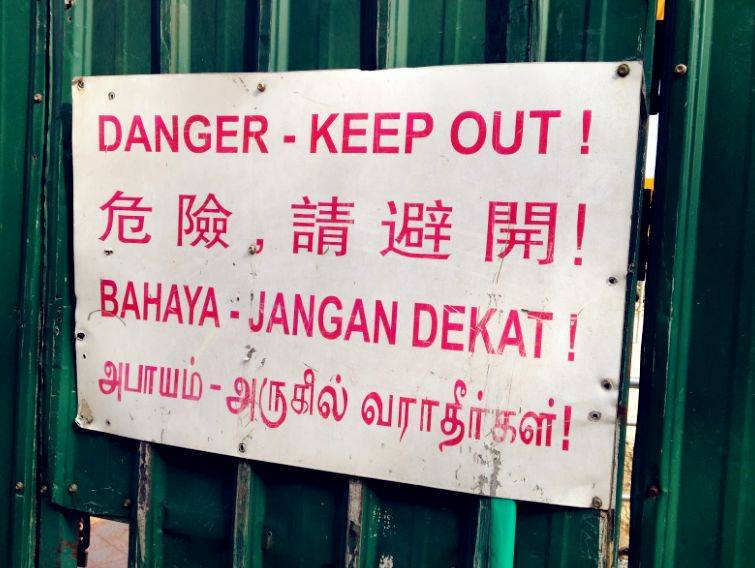 DANGER - KEEP OUT !
危險, 請避開!
BAHAYA - JANGAN DEKAT !
அபாயம் - அருகில் வராதீர்கள்!